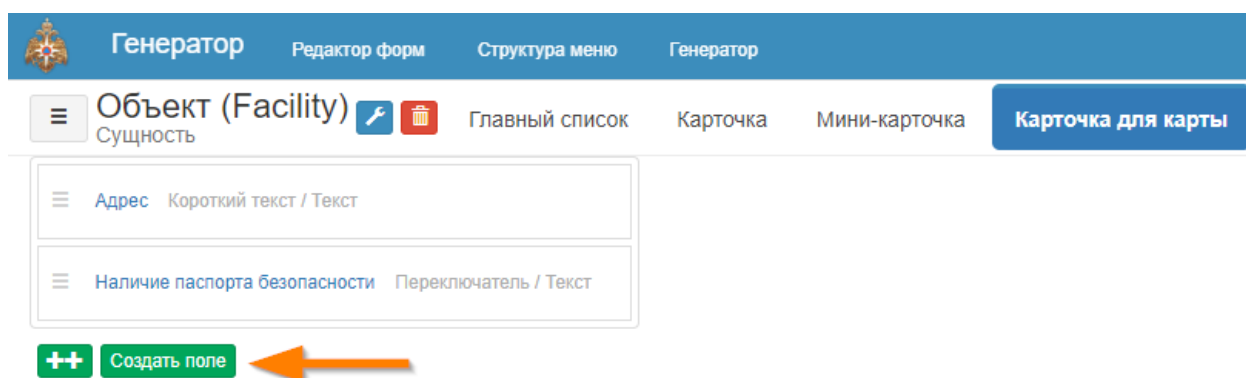 Генератор Редактор форм Структура меню Генератор
Объект (Facility) Главный список Карточка Мини-карточка Карточка для карты
Сущность
Адрес Короткий текст / Текст
Наличие паспорта безопасности Переключатель / Текст
++ Создать поле